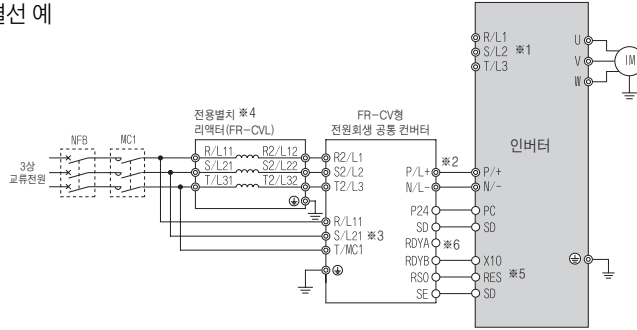 결선 예
R/L1
S/L2 ※1
T/L3
U
V
W
IM
전용별치 ※4
리액터(FR-CVL)
FR-CV형
전원회생 공통 컨버터
인버터
NFB
MC1
3상
교류전원
R/L11 R2/L12
S/L21 S2/L22
T/L31 T2/L32
R2/L1
S2/L2
T2/L3
P/L+ ※2 P/+
N/L- N/-
P24 PC
SD SD
R/L11
S/L21 ※3
T/MC1
RDYA ※6
RDYB X10
RSO RES ※5
SE SD